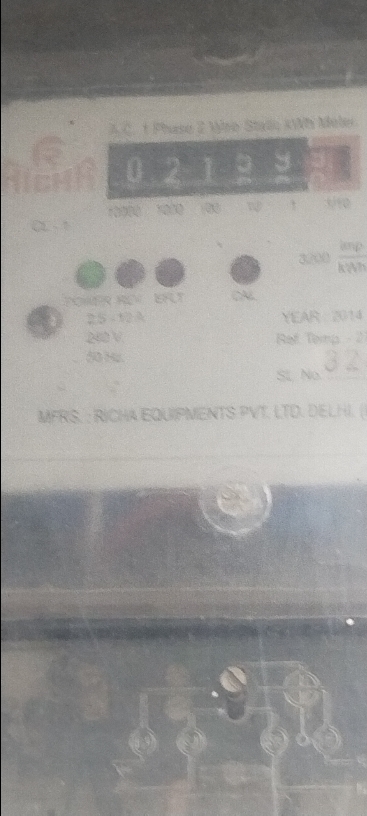 A.C. 1 Phase 2 Wire Static kWh Meter.
RICHA
0 2 1
10000 1000 100 10 1 1/10
CL - 1
3200 imp
kWh
POWER REV EFLT CAL
2.5 - 10 A
240 V.
50 Hz.
YEAR : 2014
Ref. Temp. - 2
SL. No. 32
MFRS. : RICHA EQUIPMENTS PVT. LTD. DELHI. (